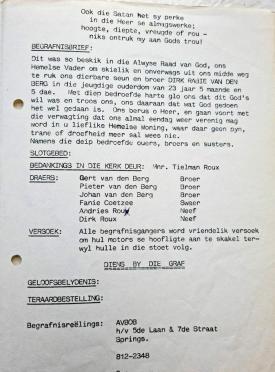 Ook die Satan het sy perke
in die Heer se almagswerke;
hoogte, diepte, vreugde of rou -
niks ontruk my aan Gods trou!
BEGRAFNISBRIEF:
Dit was so beskik in die Alwyse Raad van God, ons
Hemelse Vader om skielik en onverwags uit ons midde weg
te ruk ons dierbare seun en broer DIRK RABIE VAN DEN
BERG in die jeugdige ouderdom van 23 jaar 5 maande en
5 dae. Met diep bedroefde harte glo ons dat dit God's
wil was en troos ons, ons daaraan dat wat God gedoen
het wel gedaan is. Ons berus O Heer, en gaan voort met
die verwagting dat ons almal eendag weer verenig mag
word in u lieflike Hemelse Woning, waar daar geen pyn,
trane of droefheid meer sal wees nie.
Namens die deip bedroefde ouers, broers en susters.
SLOTGEBED:
BEDANKINGS IN DIE KERK DEUR: Mnr. Tielman Roux
DRAERS: Gert van den Berg Broer
Pieter van den Berg Broer
Johan van den Berg Broer
Fanie Coetzee Swaer
Andries Roux Neef
Dirk Roux Neef
VERSOEK: Alle begrafnisgangers word vriendelik versoek
om hul motors se hoofligte aan te skakel ter-
wyl hulle in die stoet volg.
DIENS BY DIE GRAF
GELOFSBELYDENIS:
TERAARDBESTELLING:
Begrafnisreëlings: AVBOB
h/v 5de Laan & 7de Straat
Springs.
812-2348